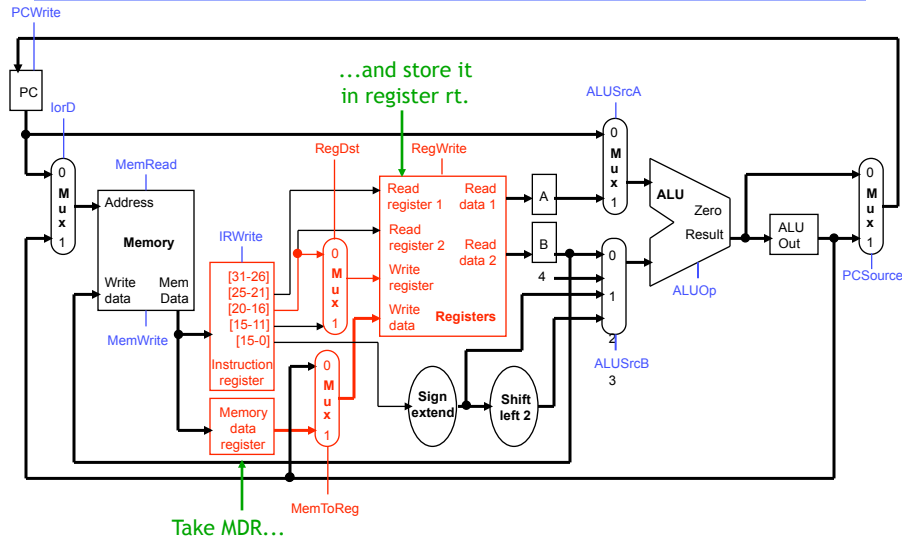 PCWrite
...and store it
in register rt.
PC
IorD
ALUSrcA
MemRead
RegDst
RegWrite
0
M
u
x
1
Address
Memory
Write
data
Mem
Data
MemWrite
IRWrite
[31-26]
[25-21]
[20-16]
[15-11]
[15-0]
Instruction
register
Memory
data
register
0
M
u
x
1
0
M
u
x
1
MemToReg
Read
register 1
Read
data 1
Read
register 2
Read
data 2
Write
register
Write
data
Registers
A
B
4
0
M
u
x
1
0
M
u
x
1
2
3
ALUSrcB
Sign
extend
Shift
left 2
ALU
Zero
Result
ALUOp
ALU
Out
0
M
u
x
1
PCSource
Take MDR...